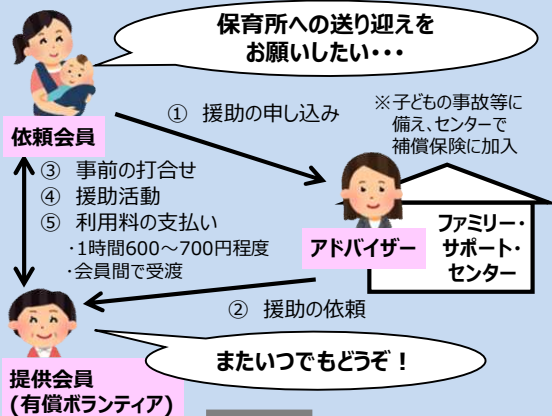 保育所への送り迎えを
お願いしたい・・・
① 援助の申し込み
※子どもの事故等に
備え、センターで
補償保険に加入
依頼会員
③ 事前の打合せ
④ 援助活動
⑤ 利用料の支払い
・1時間600～700円程度
・会員間で受渡
アドバイザー
ファミリー・
サポート・
センター
② 援助の依頼
またいつでもどうぞ！
提供会員
(有償ボランティア)